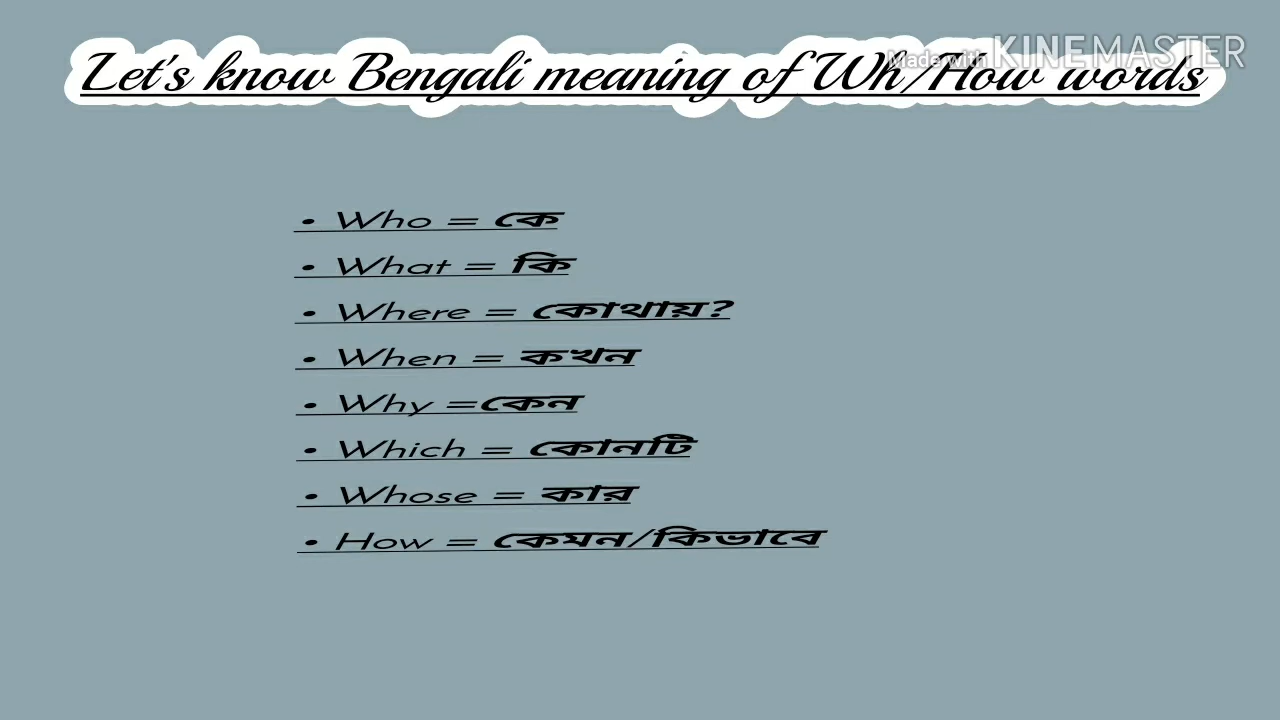 Let's know Bengali meaning of Wh/How words
Made with KINEMASTER
• Who = কে
• What = কি
• Where = কোথায়?
• When = কখন
• Why =কেন
• Which = কোনটি
• Whose = কার
• How = কেমন/কিভাবে